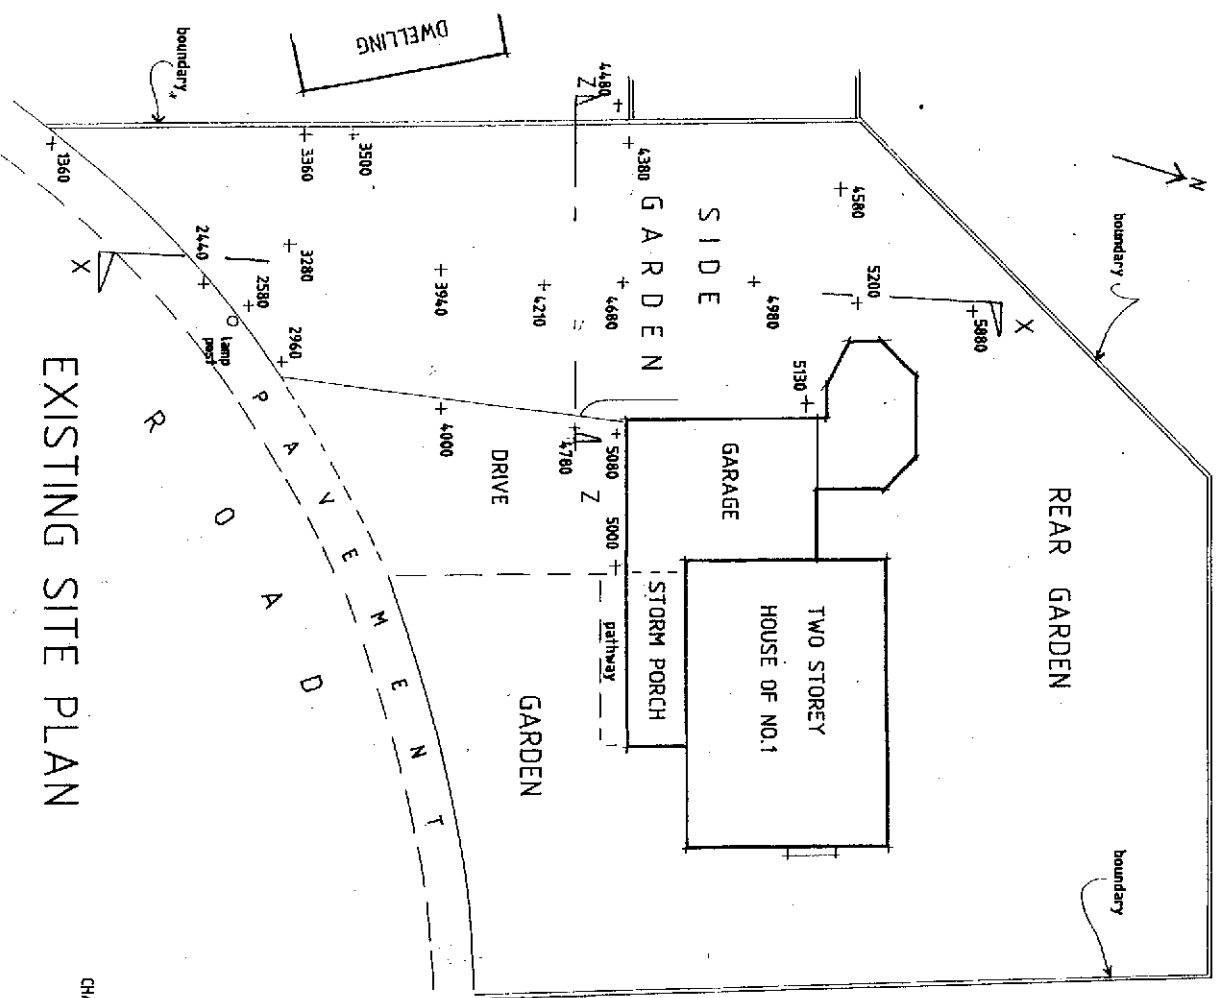 DWELLING
boundary
4480
Z
1360
3360
3500
4380
4580
SIDE
GARDEN
N
boundary
X
2440
2580
3280
2960
lamp
post
3940
4210
4680
4980
5200
5880
X
5130
4000
4780
5080
Z
5000
DRIVE
GARAGE
REAR GARDEN
PAVEMENT
ROAD
pathway
STORM PORCH
TWO STOREY
HOUSE OF NO.1
GARDEN
boundary
EXISTING SITE PLAN